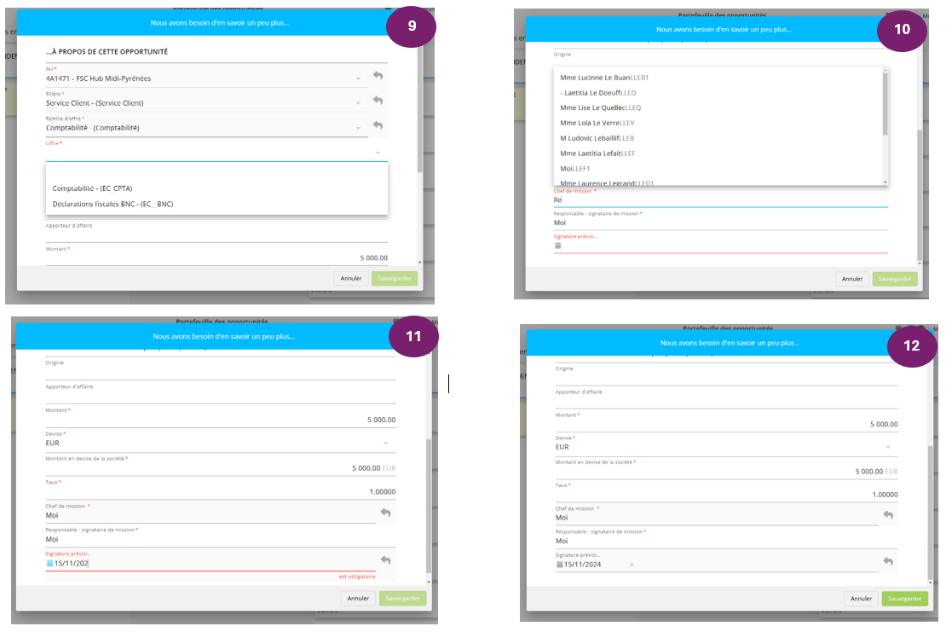 Portefeuille des opportunités
Nous avons besoin d'en savoir un peu plus...
9
...À PROPOS DE CETTE OPPORTUNITÉ
BU *
4A1471 - FSC Hub Midi-Pyrénées
Filière *
Service Client - (Service Client)
Famille d'offre *
Comptabilité (Comptabilité)
Offre *
Comptabilité - (EC_CPTA)
Déclarations fiscales BNC - (EC__BNC)
Apporteur d'affaire
Montant *
5 000.00
Annuler
Sauvegarder
Portefeuille des opportunités
Nous avons besoin d'en savoir un peu plus...
10
Origine
Mme Lucinne Le BuanLLEB1
- Laetitia Le DoeuffLLED
Mme Lise Le QuellecLLEQ
Mme Lola Le VerreLLEV
M Ludovic LebaillifLLEB
Mme Laetitia LefaitLLEF
MoiLLEF1
Mme Laurence LegrandLLEG1
Chef de mission *
lle
Responsable - signataire de mission *
Moi
Signature prévisi...
Annuler
Sauvegarder
Portefeuille des opportunités
Nous avons besoin d'en savoir un peu plus...
11
Origine
Apporteur d'affaire
Montant *
5 000.00
Devise *
EUR
Montant en devise de la société *
5 000.00 EUR
Taux *
1.00000
Chef de mission *
Moi
Responsable - signataire de mission *
Moi
Signature prévisi...
15/11/202
est obligatoire
Annuler
Sauvegarder
Portefeuille des opportunités
Nous avons besoin d'en savoir un peu plus...
12
Origine
Apporteur d'affaire
Montant *
5 000.00
Devise *
EUR
Montant en devise de la société *
5 000.00 EUR
Taux *
1.00000
Chef de mission *
Moi
Responsable - signataire de mission *
Moi
Signature prévisi...
15/11/2024 ×
Annuler
Sauvegarder